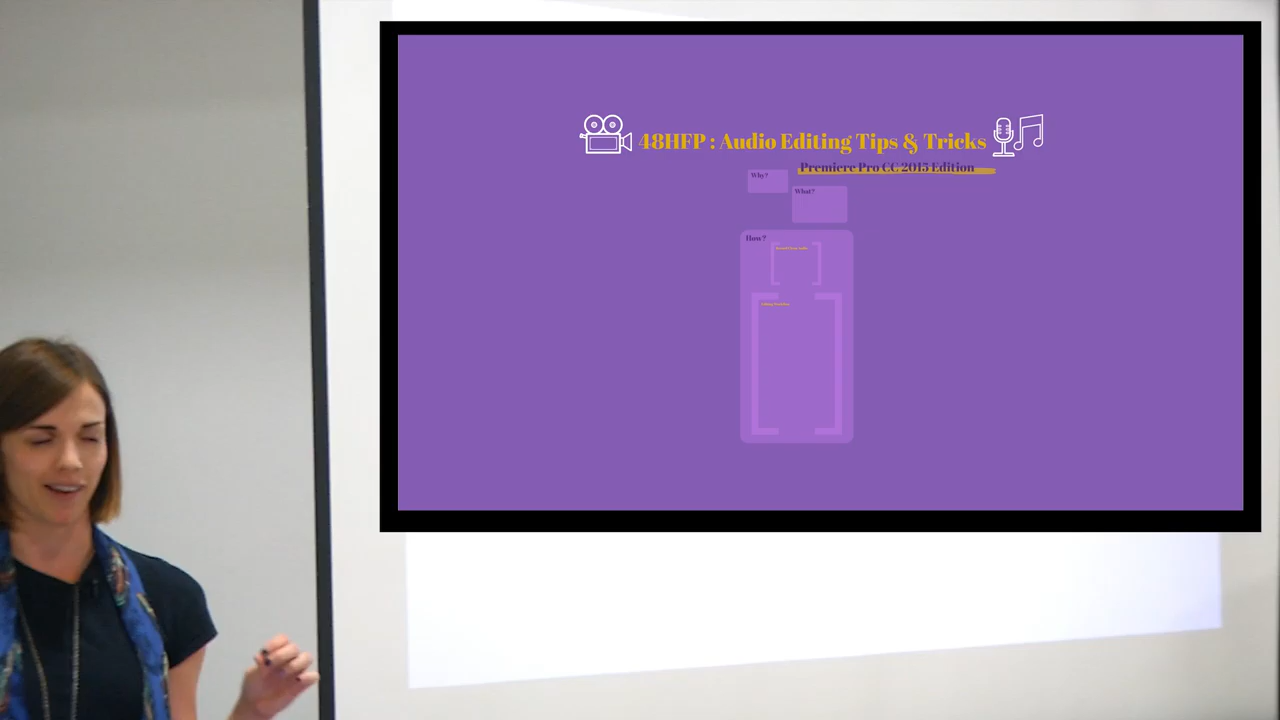 48HFP : Audio Editing Tips & Tricks
Premiere Pro CC 2015 Edition
Why?
What?
How?